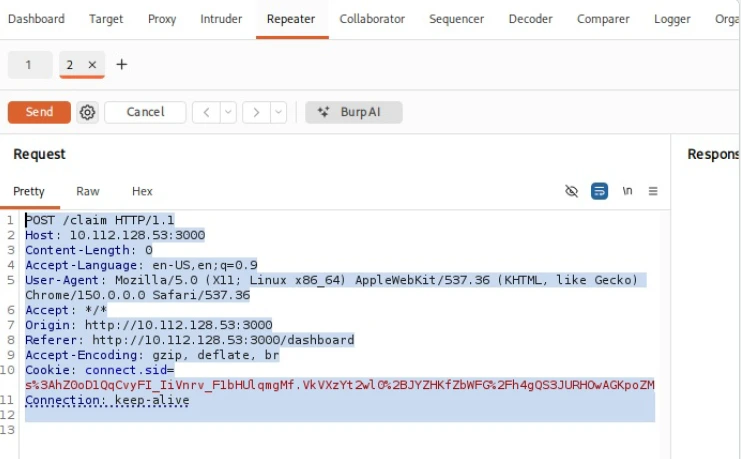 Dashboard Target Proxy Intruder Repeater Collaborator Sequencer Decoder Comparer Logger Orga
1 2 × +
Send Cancel < > Burp AI
Request Respons
Pretty Raw Hex \n
1 POST /claim HTTP/1.1
2 Host: 10.112.128.53:3000
3 Content-Length: 0
4 Accept-Language: en-US,en;q=0.9
5 User-Agent: Mozilla/5.0 (X11; Linux x86_64) AppleWebKit/537.36 (KHTML, like Gecko)
Chrome/150.0.0.0 Safari/537.36
6 Accept: */*
7 Origin: http://10.112.128.53:3000
8 Referer: http://10.112.128.53:3000/dashboard
9 Accept-Encoding: gzip, deflate, br
10 Cookie: connect.sid=
s%3AhZ0oD1QqCvyFI_IiVnrv_F1bHUlqmgMf.VkVXzYt2wl0%2BJYZHKfZbWFG%2Fh4gQS3JURHOwAGKpoZM
11 Connection: keep-alive
12
13